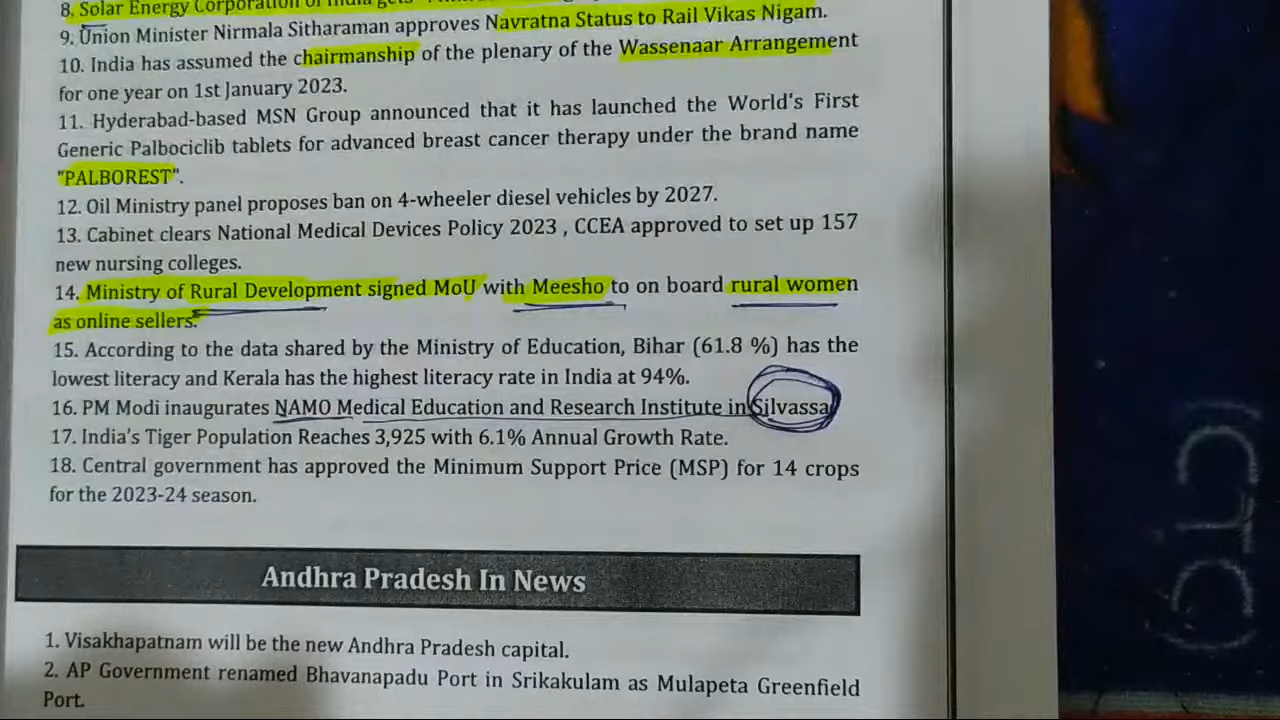 8. Solar Energy Corporation of India gets
9. Union Minister Nirmala Sitharaman approves Navratna Status to Rail Vikas Nigam.
10. India has assumed the chairmanship of the plenary of the Wassenaar Arrangement
for one year on 1st January 2023.
11. Hyderabad-based MSN Group announced that it has launched the World's First
Generic Palbociclib tablets for advanced breast cancer therapy under the brand name
"PALBOREST".
12. Oil Ministry panel proposes ban on 4-wheeler diesel vehicles by 2027.
13. Cabinet clears National Medical Devices Policy 2023 , CCEA approved to set up 157
new nursing colleges.
14. Ministry of Rural Development signed MoU with Meesho to on board rural women
as online sellers.
15. According to the data shared by the Ministry of Education, Bihar (61.8 %) has the
lowest literacy and Kerala has the highest literacy rate in India at 94%.
16. PM Modi inaugurates NAMO Medical Education and Research Institute in Silvassa
17. India's Tiger Population Reaches 3,925 with 6.1% Annual Growth Rate.
18. Central government has approved the Minimum Support Price (MSP) for 14 crops
for the 2023-24 season.
Andhra Pradesh In News
1. Visakhapatnam will be the new Andhra Pradesh capital.
2. AP Government renamed Bhavanapadu Port in Srikakulam as Mulapeta Greenfield
Port.